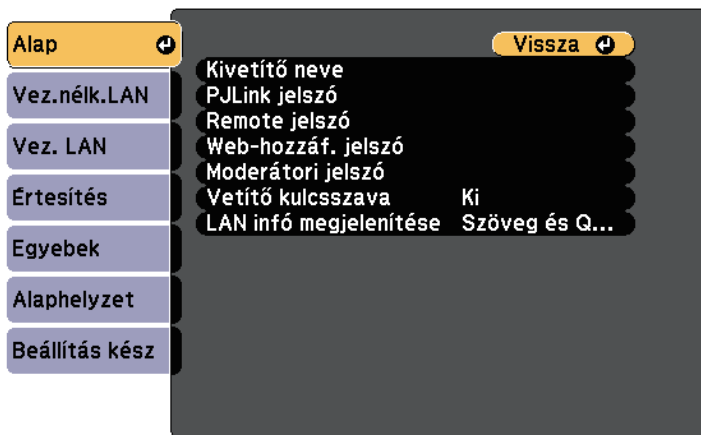 Alap
Vez.nélk.LAN
Vez. LAN
Értesítés
Egyebek
Alaphelyzet
Beállítás kész
Vissza
Kivetítő neve
PJLink jelszó
Remote jelszó
Web-hozzáf. jelszó
Moderátori jelszó
Vetítő kulcsszava Ki
LAN infó megjelenítése Szöveg és Q...